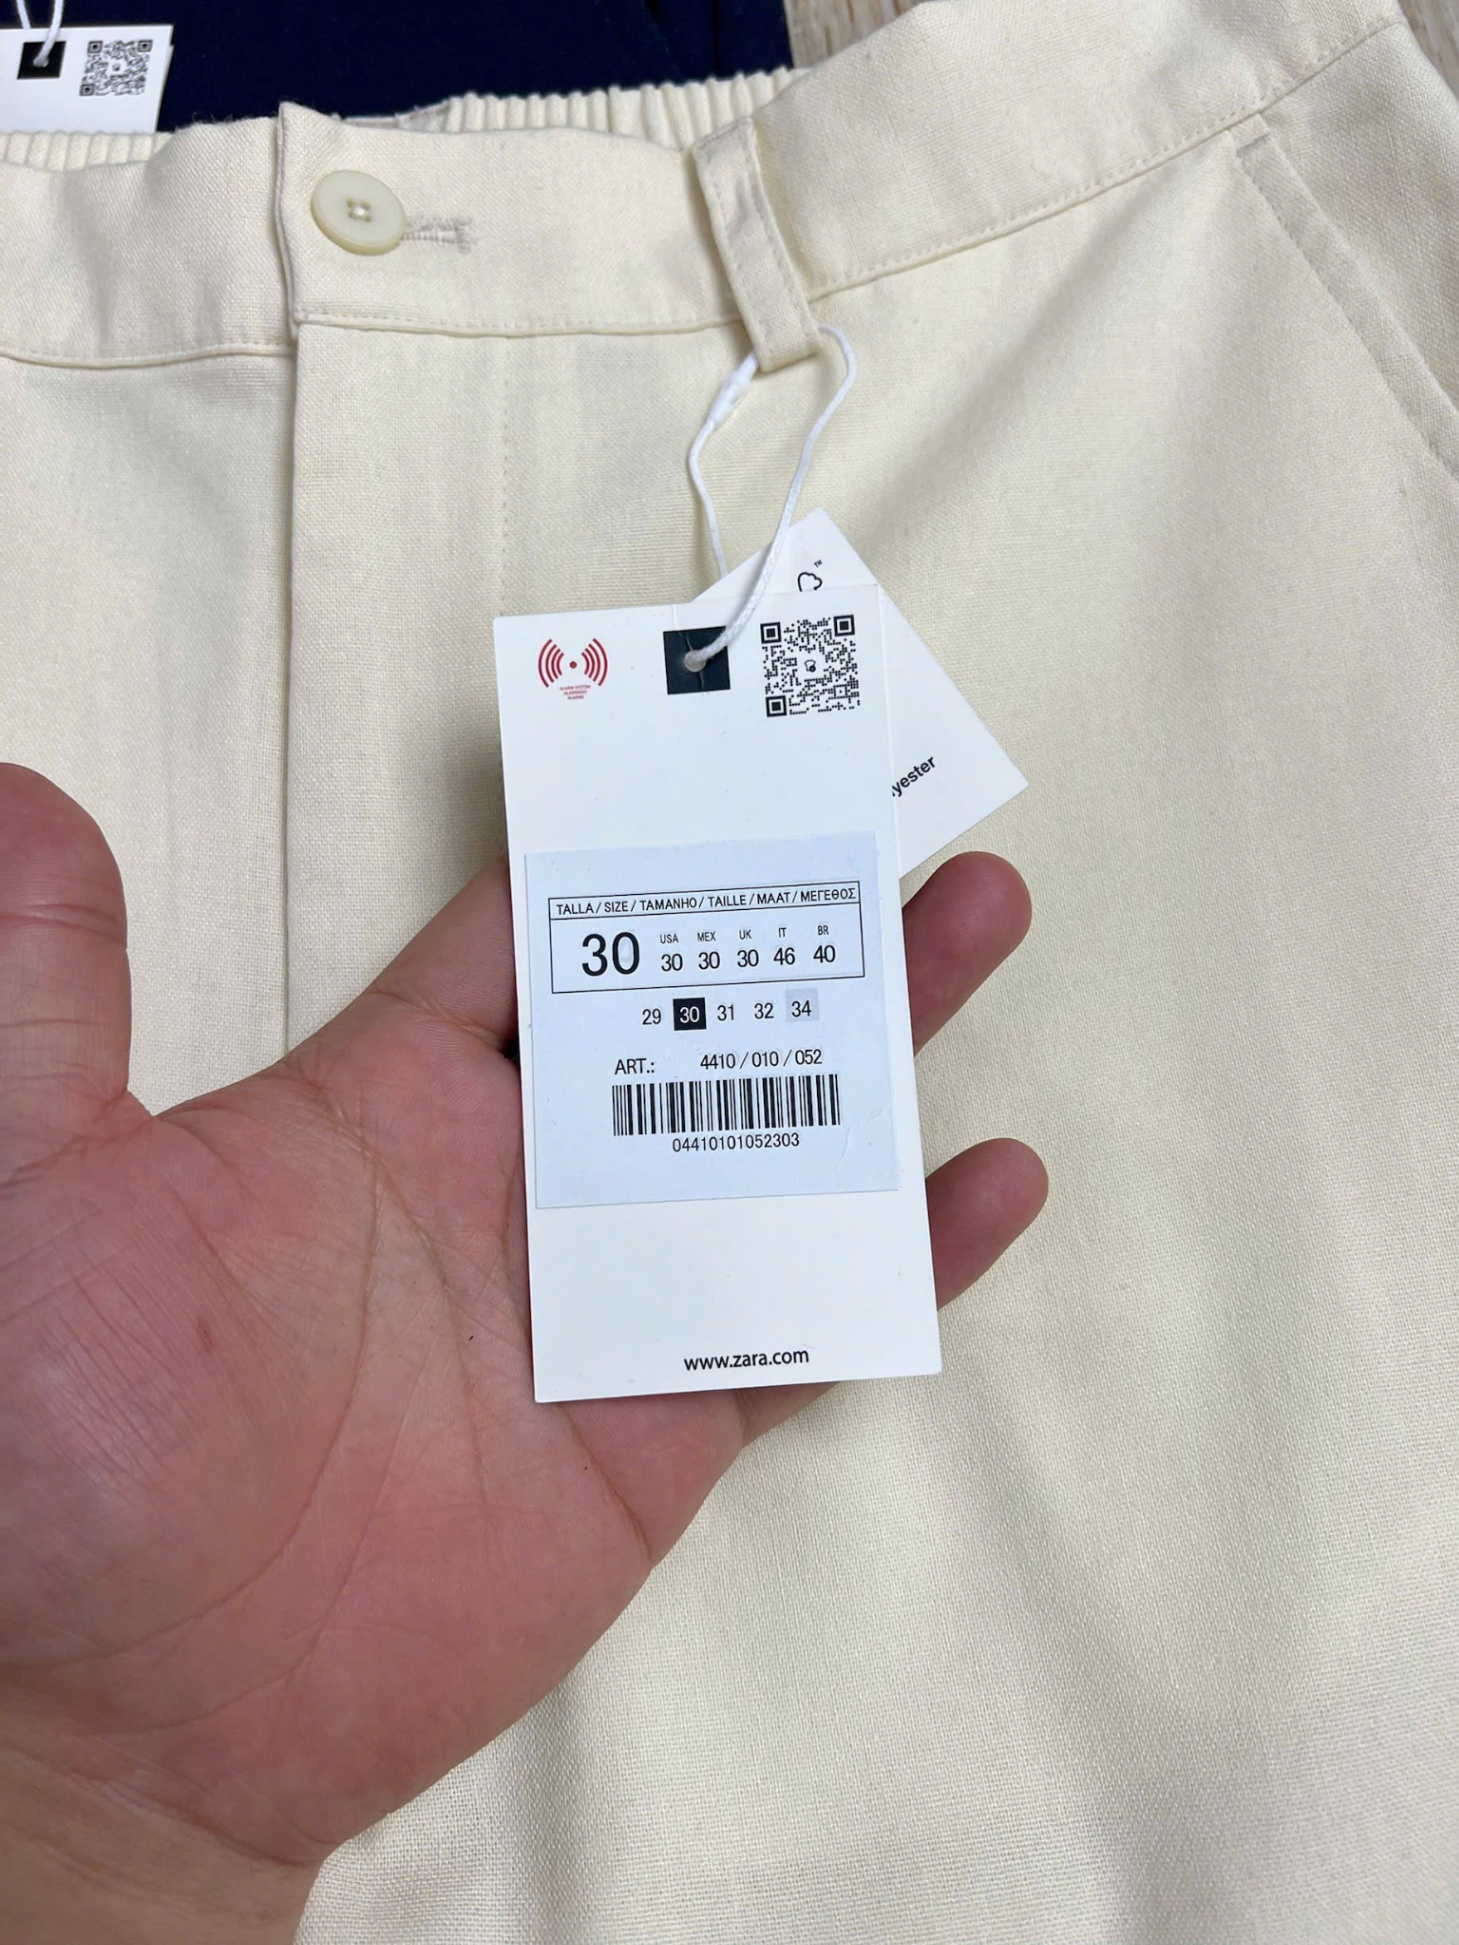 TM
yester
TALLA / SIZE / TAMANHO / TAILLE / MAAT / ΜΕΓΕΘΟΣ
USA MEX UK IT BR
30 30 30 30 46 40
29 30 31 32 34
ART.: 4410 / 010 / 052
04410101052303
www.zara.com